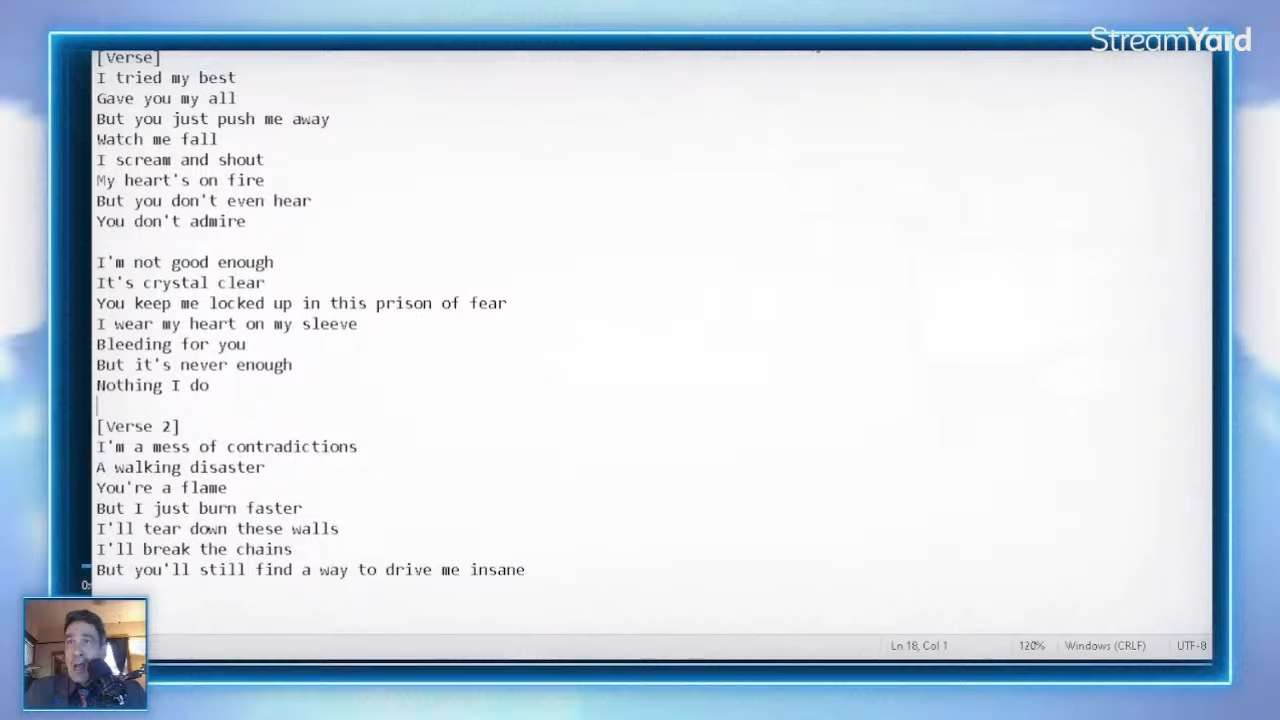 StreamYard
[Verse]
I tried my best
Gave you my all
But you just push me away
Watch me fall
I scream and shout
My heart's on fire
But you don't even hear
You don't admire

I'm not good enough
It's crystal clear
You keep me locked up in this prison of fear
I wear my heart on my sleeve
Bleeding for you
But it's never enough
Nothing I do

[Verse 2]
I'm a mess of contradictions
A walking disaster
You're a flame
But I just burn faster
I'll tear down these walls
I'll break the chains
But you'll still find a way to drive me insane
Ln 18, Col 1 120% Windows (CRLF) UTF-8